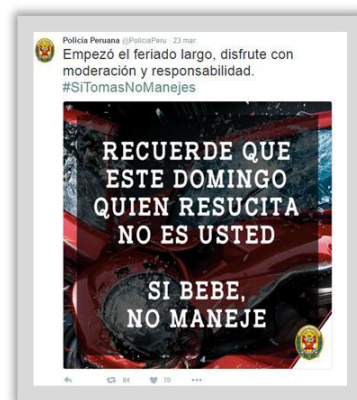 Policía Peruana @PoliciaPeru · 23 mar.
Empezó el feriado largo, disfrute con
moderación y responsabilidad.
#SiTomasNoManejes
RECUERDE QUE
ESTE DOMINGO
QUIEN RESUCITA
NO ES USTED
SI BEBE,
NO MANEJE
84 79